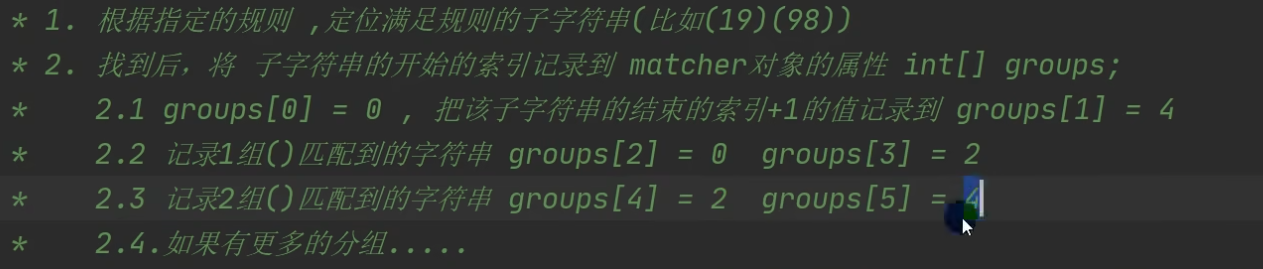 * 1. 根据指定的规则 ,定位满足规则的子字符串(比如(19)(98))
* 2. 找到后，将 子字符串的开始的索引记录到 matcher对象的属性 int[] groups;
*    2.1 groups[0] = 0 , 把该子字符串的结束的索引+1的值记录到 groups[1] = 4
*    2.2 记录1组()匹配到的字符串 groups[2] = 0  groups[3] = 2
*    2.3 记录2组()匹配到的字符串 groups[4] = 2  groups[5] = 4
*    2.4.如果有更多的分组.....